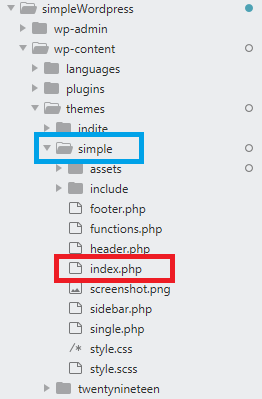 simpleWordpress
wp-admin
wp-content
languages
plugins
themes
indite
simple
assets
include
footer.php
functions.php
header.php
index.php
screenshot.png
sidebar.php
single.php
/* style.css
style.scss
twentynineteen